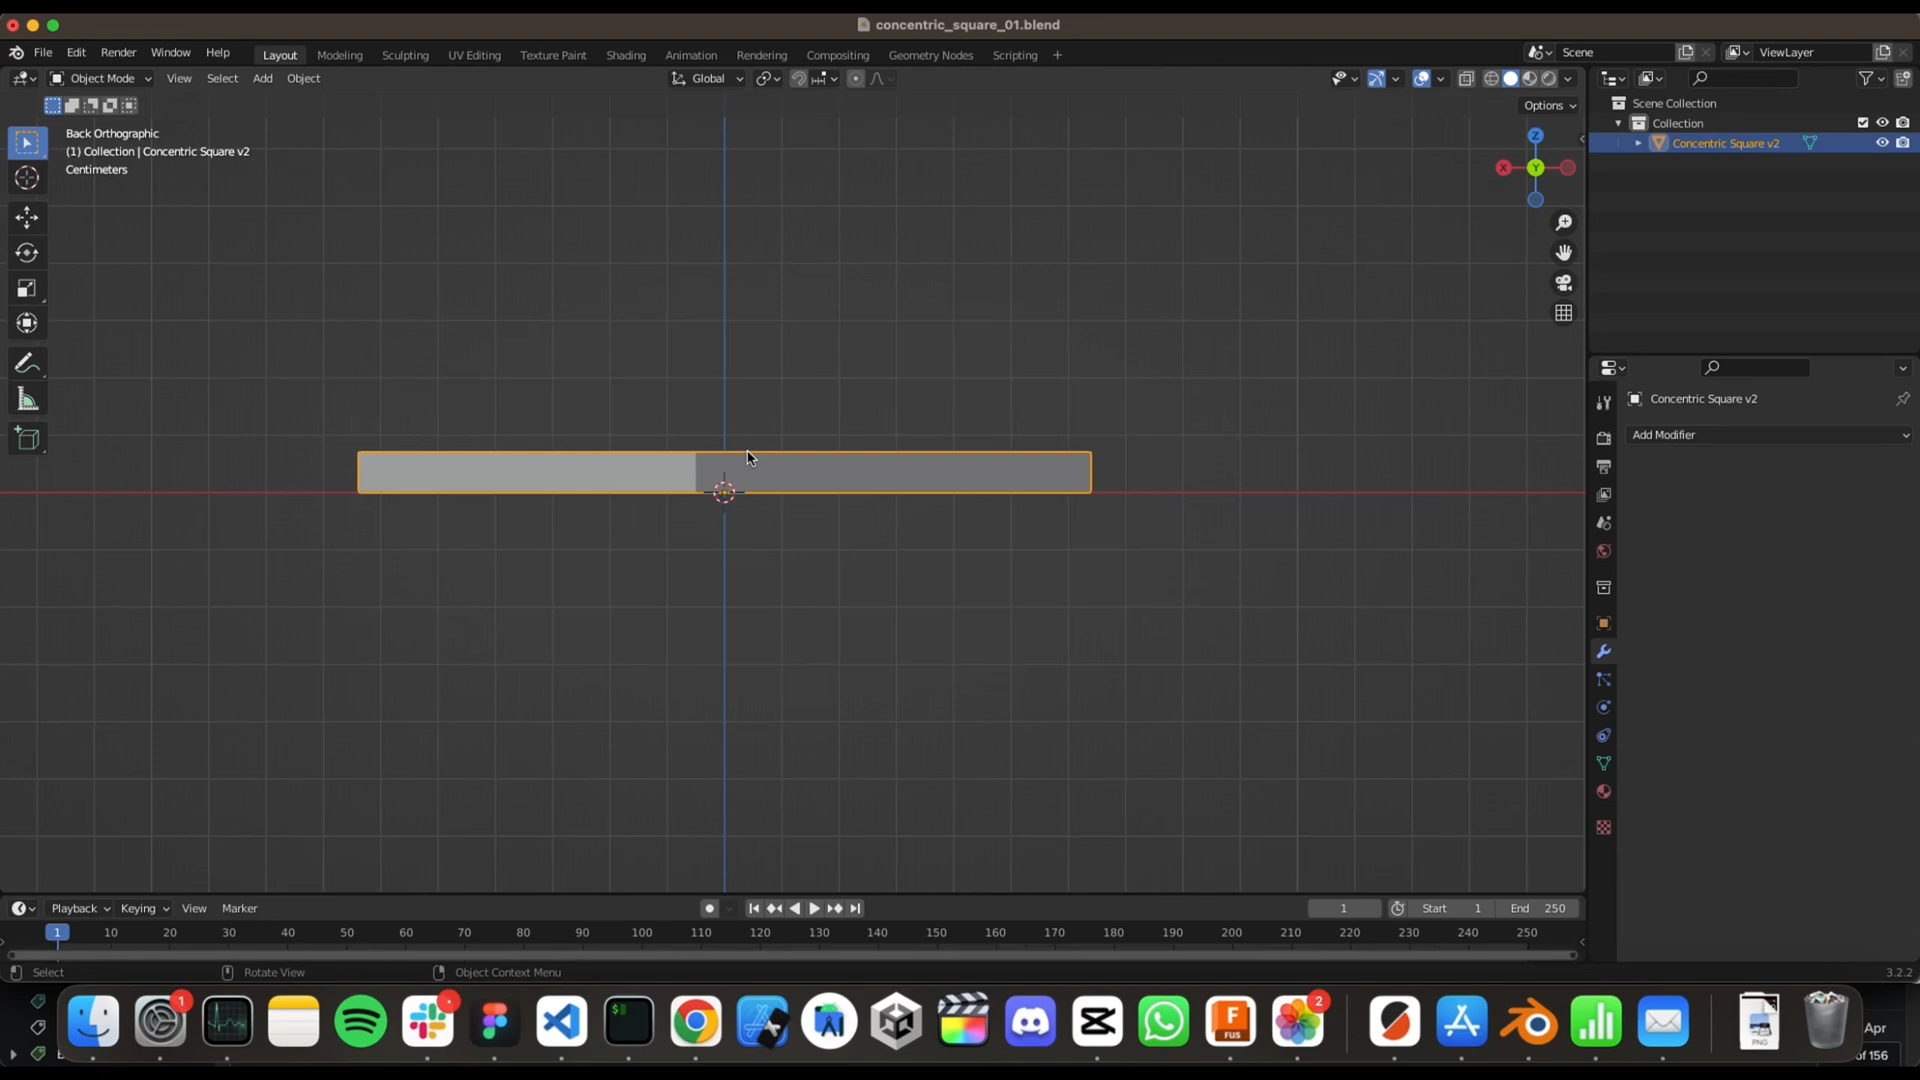 concentric_square_01.blend
File Edit Render Window Help Layout Modeling Sculpting UV Editing Texture Paint Shading Animation Rendering Compositing Geometry Nodes Scripting + Scene ViewLayer
Object Mode View Select Add Object Global
Options
Back Orthographic
(1) Collection | Concentric Square v2
Centimeters
Z
X Y
Scene Collection
Collection
Concentric Square v2
Concentric Square v2
Add Modifier
Playback Keying View Marker 1 Start 1 End 250
1 10 20 30 40 50 60 70 80 90 100 110 120 130 140 150 160 170 180 190 200 210 220 230 240 250
Select Rotate View Object Context Menu 3.2.2
1 2
$
F
FUS
PNG
Apr
of 156